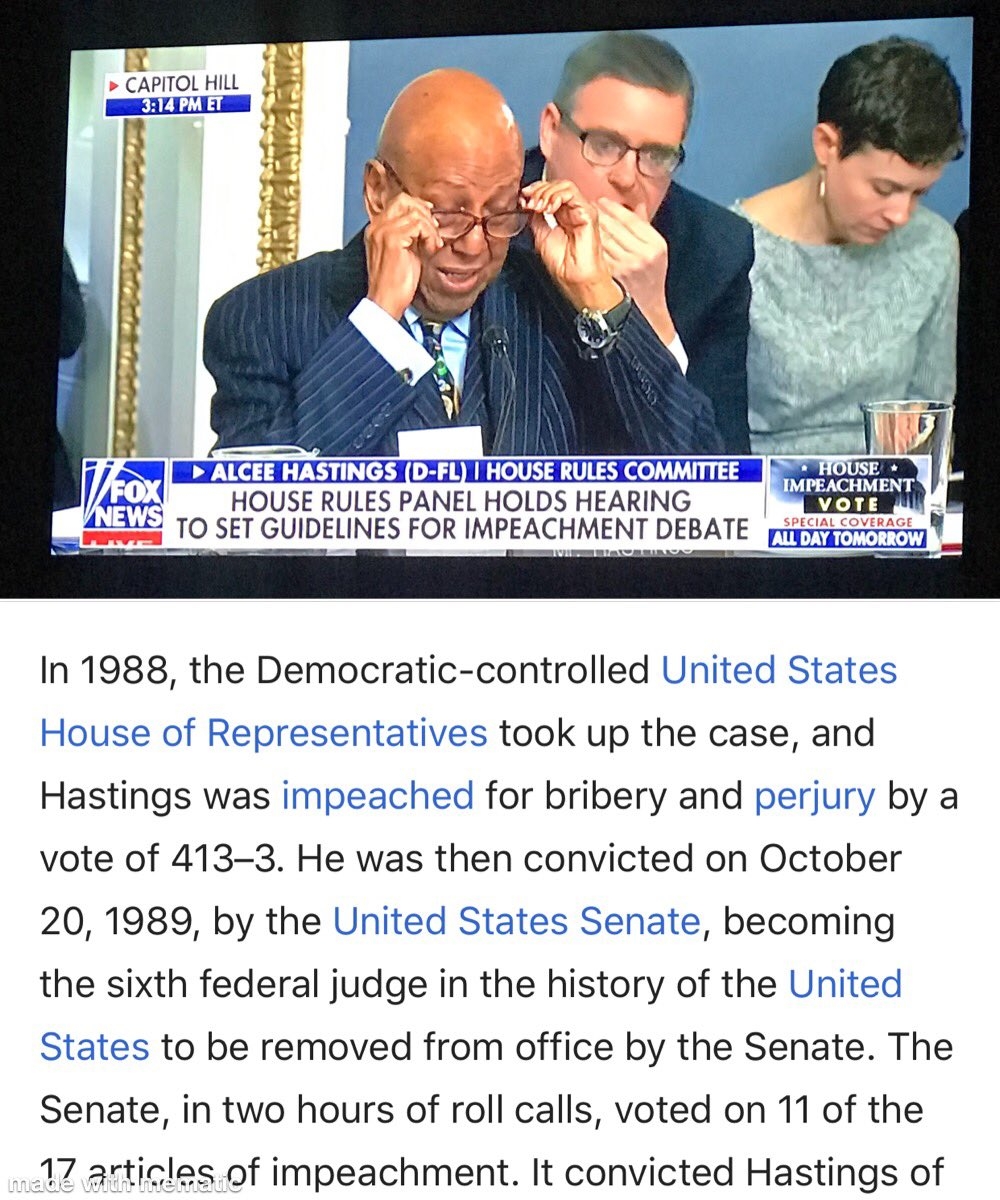 CAPITOL HILL
3:14 PM ET
ALCEE HASTINGS (D-FL) | HOUSE RULES COMMITTEE
HOUSE RULES PANEL HOLDS HEARING
TO SET GUIDELINES FOR IMPEACHMENT DEBATE
FOX
NEWS
LIVE
HOUSE
IMPEACHMENT
VOTE
SPECIAL COVERAGE
ALL DAY TOMORROW
In 1988, the Democratic-controlled United States
House of Representatives took up the case, and
Hastings was impeached for bribery and perjury by a
vote of 413–3. He was then convicted on October
20, 1989, by the United States Senate, becoming
the sixth federal judge in the history of the United
States to be removed from office by the Senate. The
Senate, in two hours of roll calls, voted on 11 of the
17 articles of impeachment. It convicted Hastings of
made with mematic